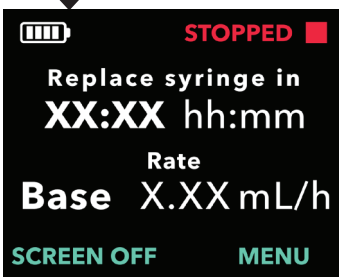 STOPPED
Replace syringe in
XX:XX hh:mm
Rate
Base X.XX mL/h
SCREEN OFF MENU